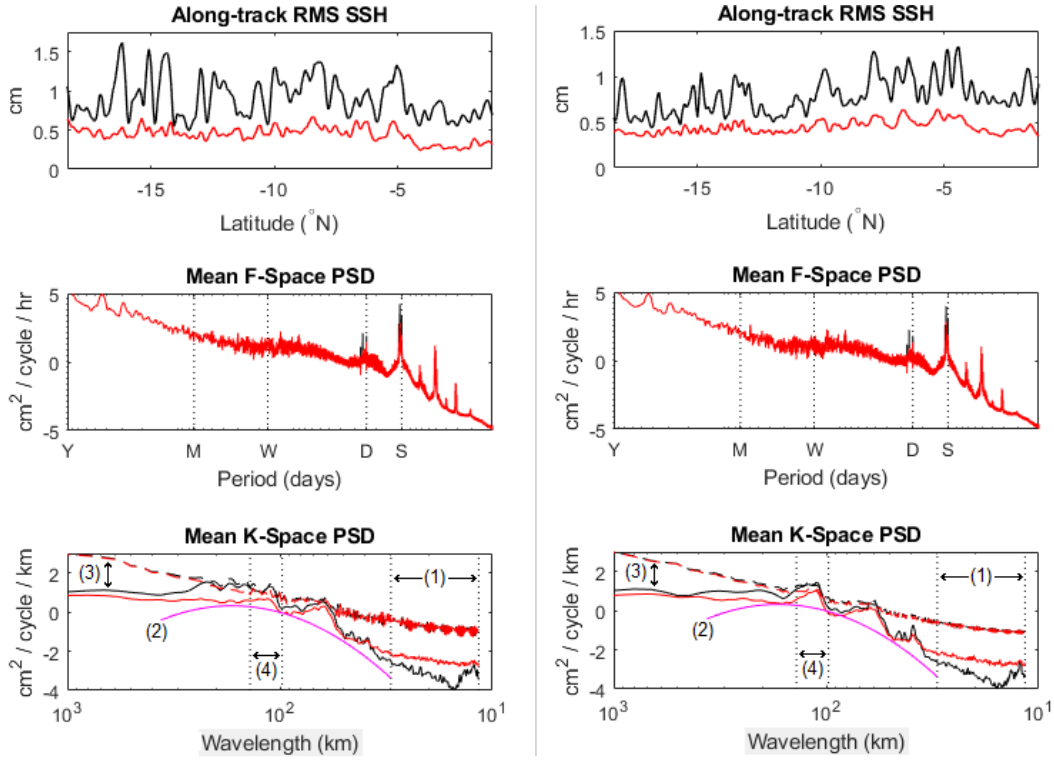 Along-track RMS SSH
cm
1.5
1
0.5
0
-15
-10
-5
Latitude (°N)
Mean F-Space PSD
cm² / cycle / hr
5
0
-5
Y
M
W
D
S
Period (days)
Mean K-Space PSD
cm² / cycle / km
2
0
-2
-4
(3)
(2)
(4)
(1)
10³
10²
10¹
Wavelength (km)
Along-track RMS SSH
cm
1.5
1
0.5
0
-15
-10
-5
Latitude (°N)
Mean F-Space PSD
cm² / cycle / hr
5
0
-5
Y
M
W
D
S
Period (days)
Mean K-Space PSD
cm² / cycle / km
2
0
-2
-4
(3)
(2)
(4)
(1)
10³
10²
10¹
Wavelength (km)